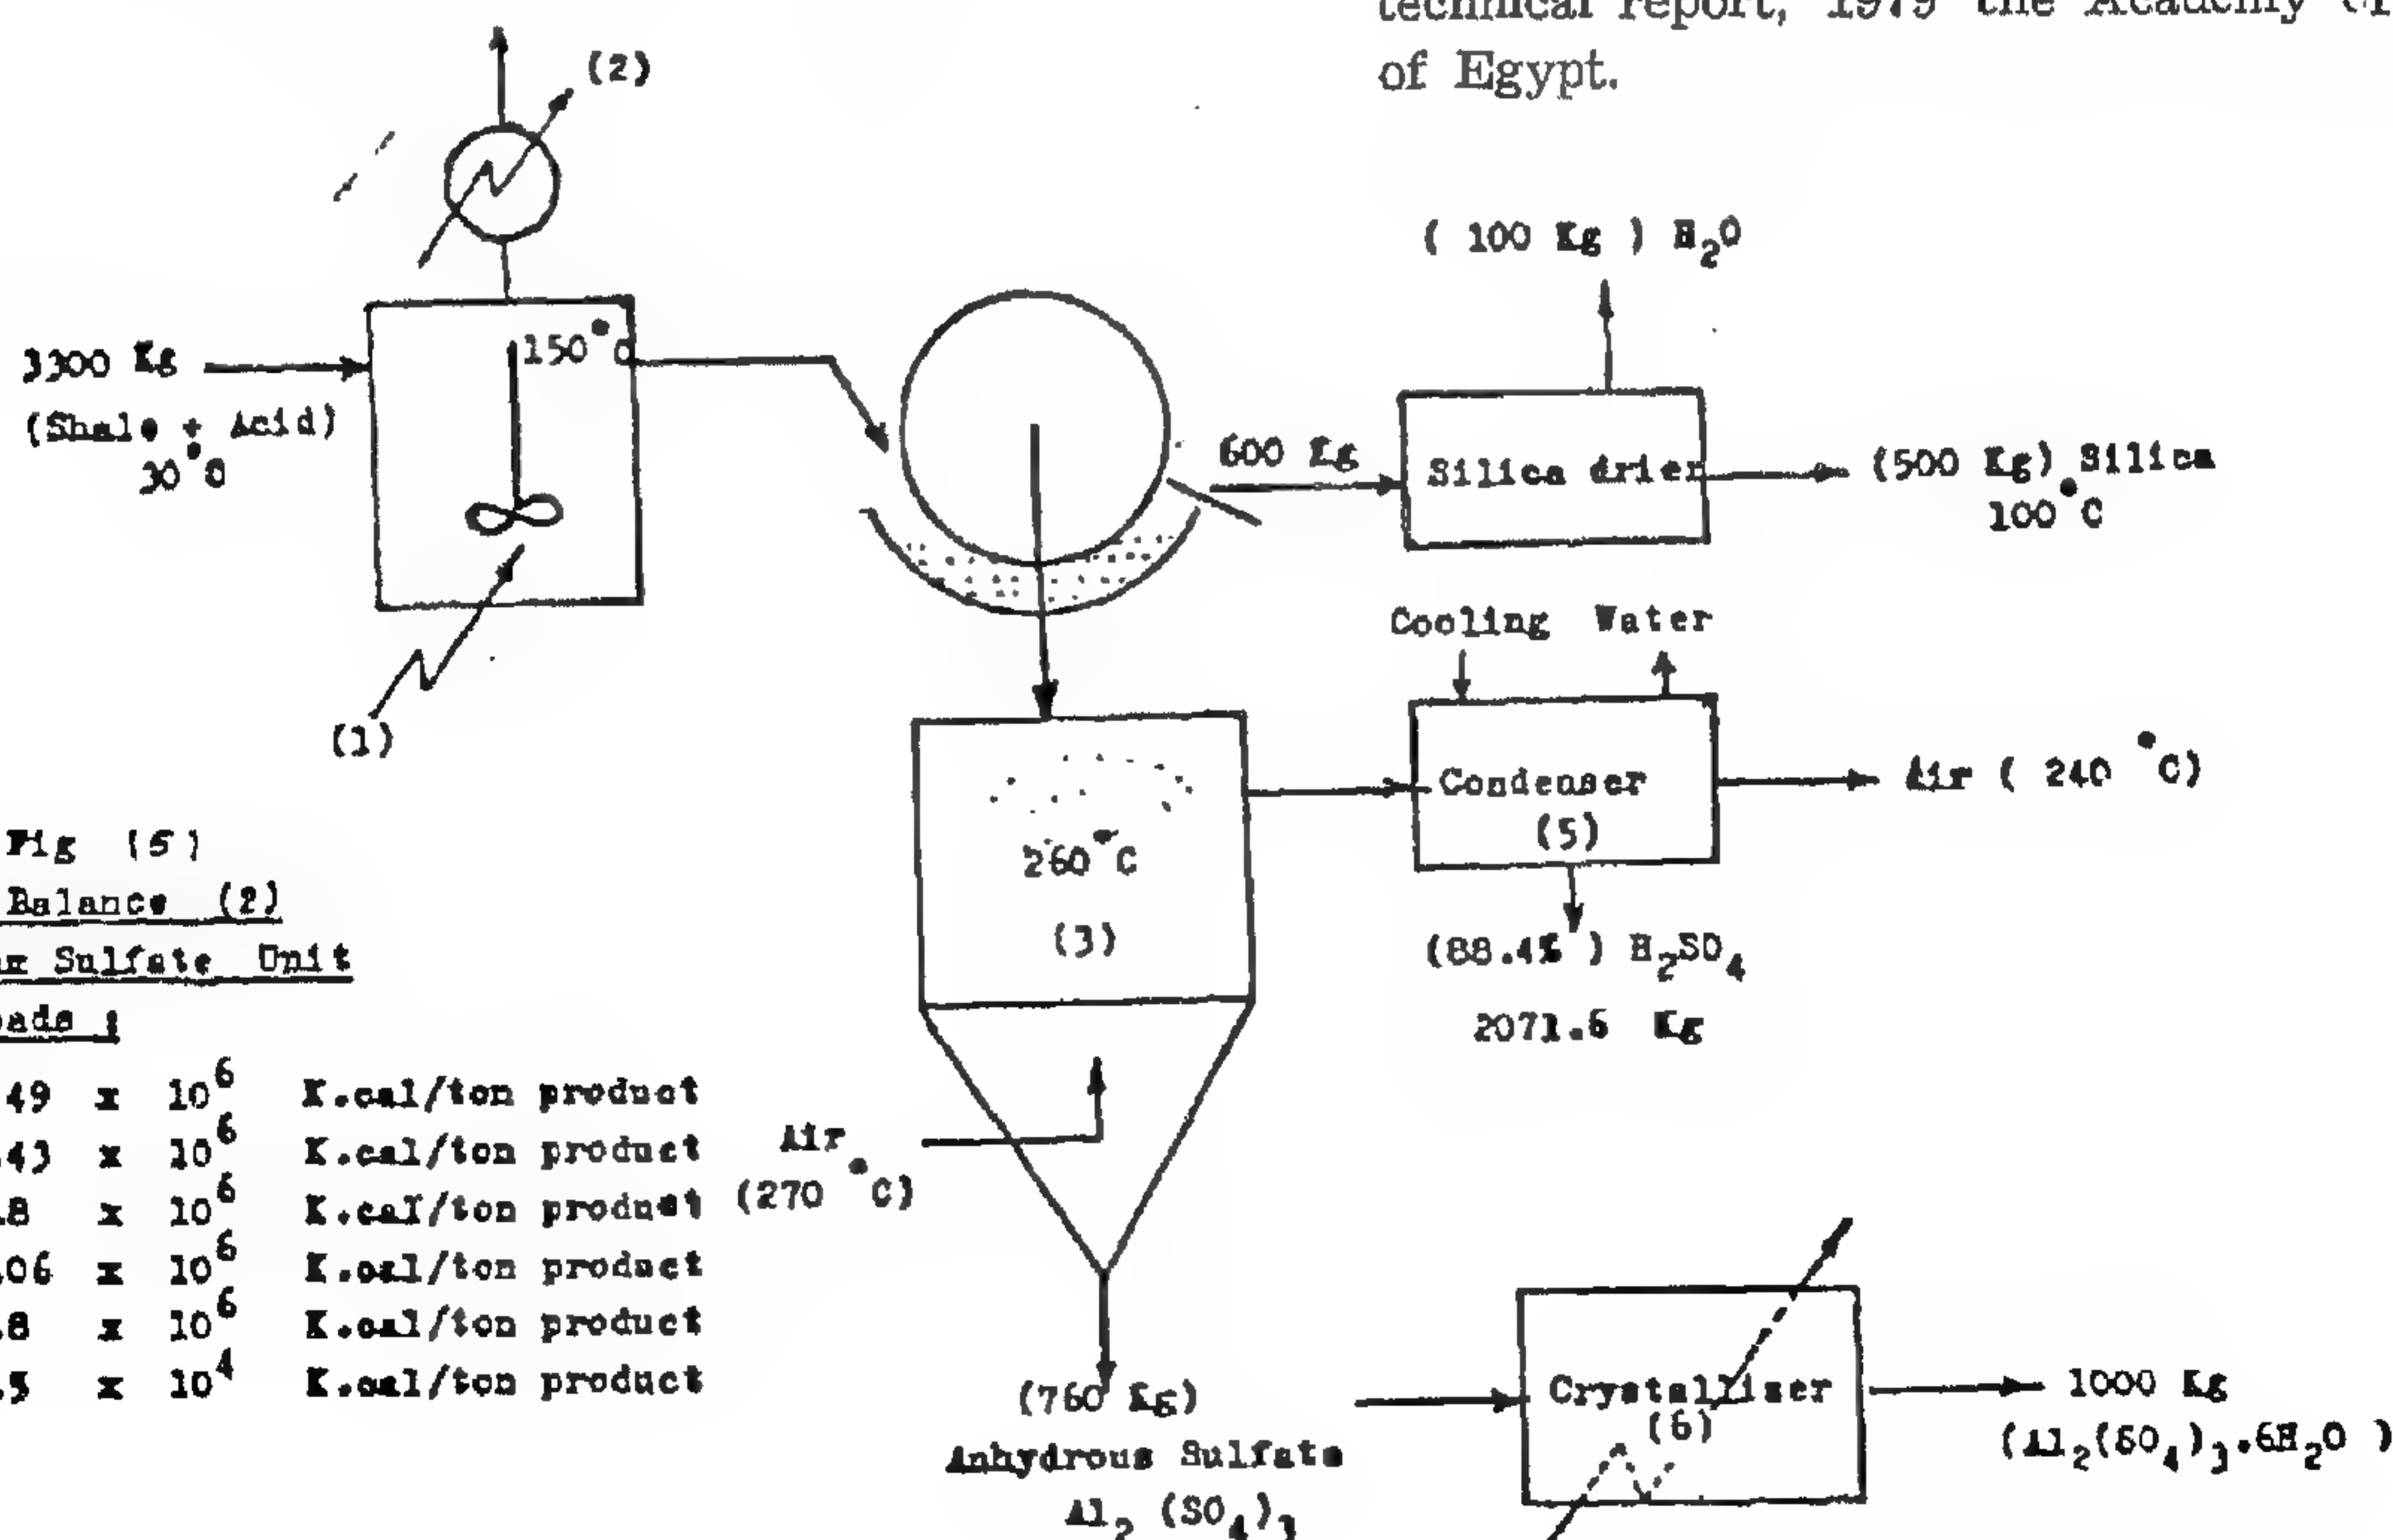 technical report, 1979 the Academy
of Egypt.
(2)
( 100 Kg ) H2O
3300 Kg
(Shale + Acid)
30°C
150°C
600 Kg
Silica drier
(500 Kg) Silica
100°C
Cooling Water
(1)
Condenser
(5)
Air ( 240 °C)
260°C
(3)
(88.4% ) H2SO4
2071.6 Kg
Fig (5)
Balance (2)
Sulfate Unit
49 x 10^6 K.cal/ton product
.43 x 10^6 K.cal/ton product
.8 x 10^6 K.cal/ton product
.06 x 10^6 K.cal/ton product
.8 x 10^6 K.cal/ton product
.5 x 10^4 K.cal/ton product
Air
(270 °C)
(760 Kg)
Anhydrous Sulfate
Al2 (SO4)3
Crystallizer
(6)
1000 Kg
(Al2(SO4)3.6H2O )